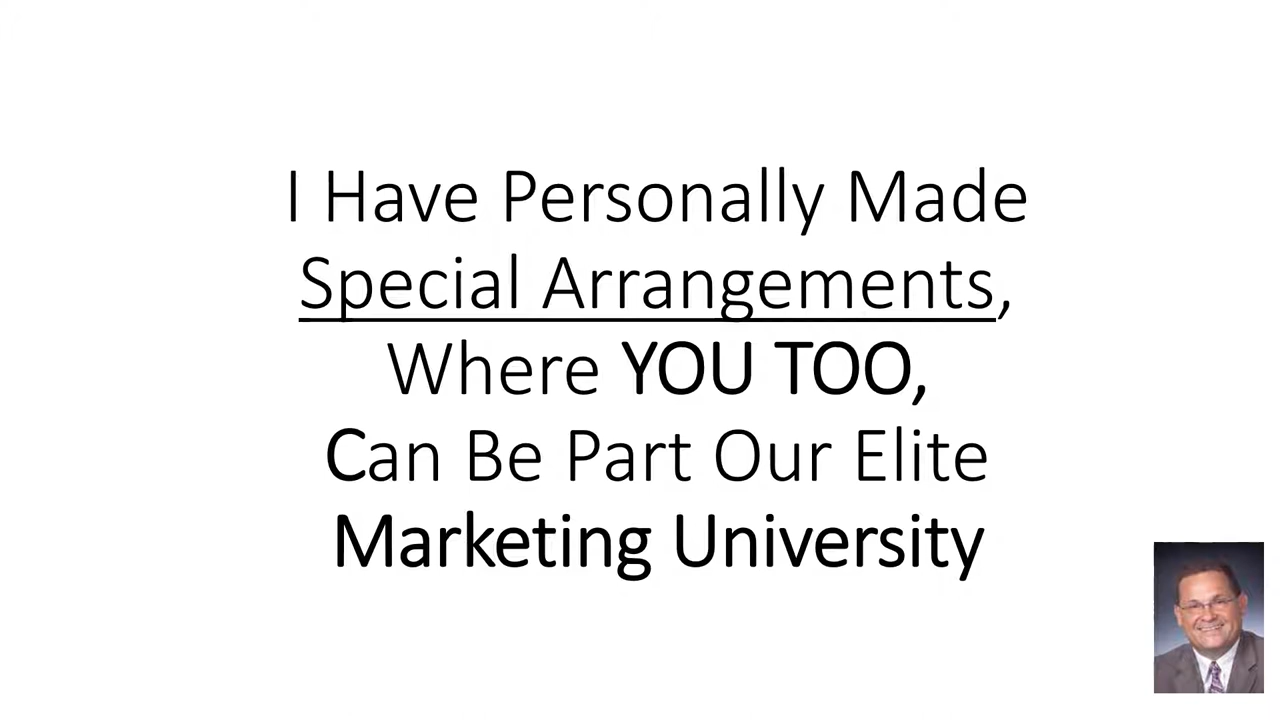 I Have Personally Made
Special Arrangements,
Where YOU TOO,
Can Be Part Our Elite
Marketing University